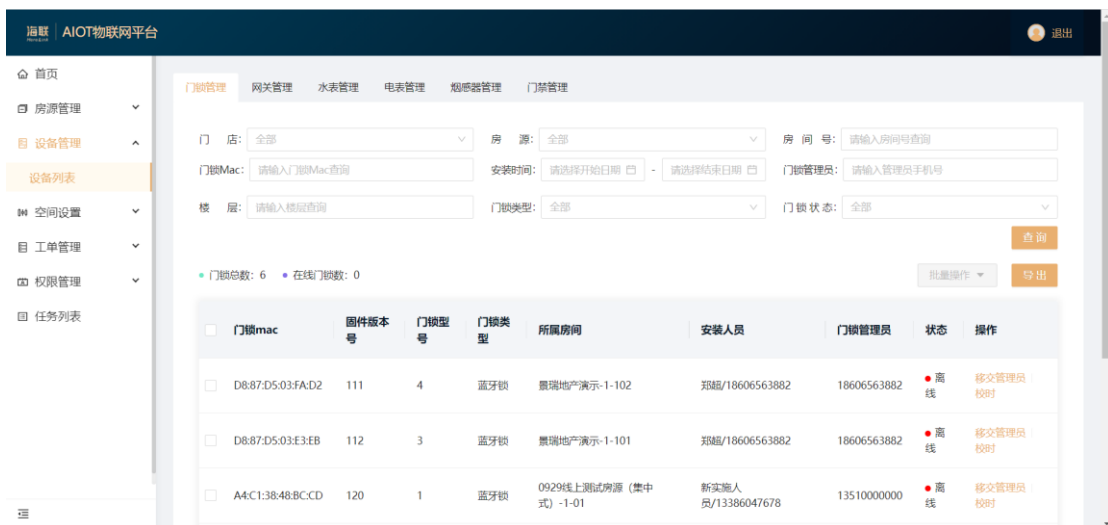 海联 AIOT物联网平台 退出
首页
房源管理
设备管理
设备列表
空间设置
工单管理
权限管理
任务列表
门锁管理 网关管理 水表管理 电表管理 烟感器管理 门禁管理
门 店: 全部 房 源: 全部 房 间 号: 请输入房间号查询
门锁Mac: 请输入门锁Mac查询 安装时间: 请选择开始日期 - 请选择结束日期 门锁管理员: 请输入管理员手机号
楼 层: 请输入楼层查询 门锁类型: 全部 门 锁 状 态: 全部
查 询
门锁总数: 6 在线门锁数: 0 批量操作 导 出
门锁mac 固件版本号 门锁型号 门锁类型 所属房间 安装人员 门锁管理员 状态 操作
D8:87:D5:03:FA:D2 111 4 蓝牙锁 景瑞地产演示-1-102 郑超/18606563882 18606563882 离线 移交管理员 校时
D8:87:D5:03:E3:EB 112 3 蓝牙锁 景瑞地产演示-1-101 郑超/18606563882 18606563882 离线 移交管理员 校时
A4:C1:38:48:BC:CD 120 1 蓝牙锁 0929线上测试房源（集中式）-1-01 新实施人员/13386047678 13510000000 离线 移交管理员 校时